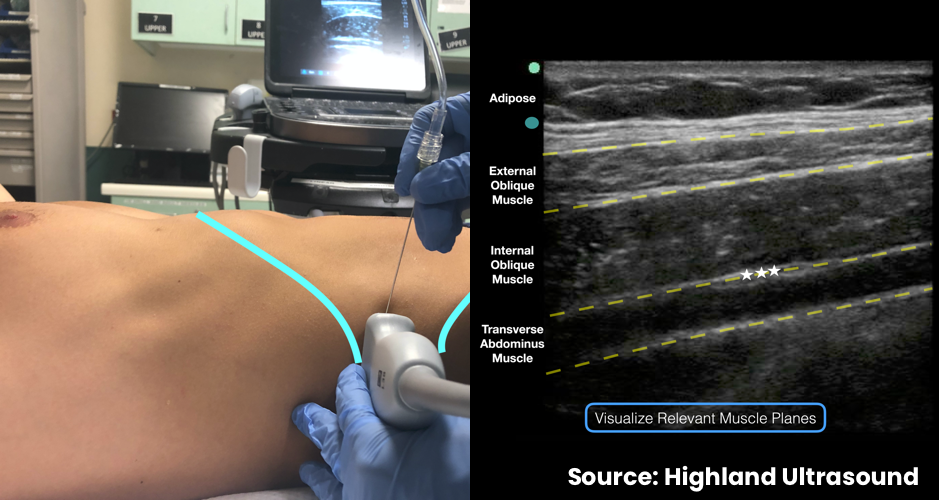 7
UPPER
8
UPPER
9
UPPER
Adipose
External
Oblique
Muscle
Internal
Oblique
Muscle
Transverse
Abdominus
Muscle
Visualize Relevant Muscle Planes
Source: Highland Ultrasound